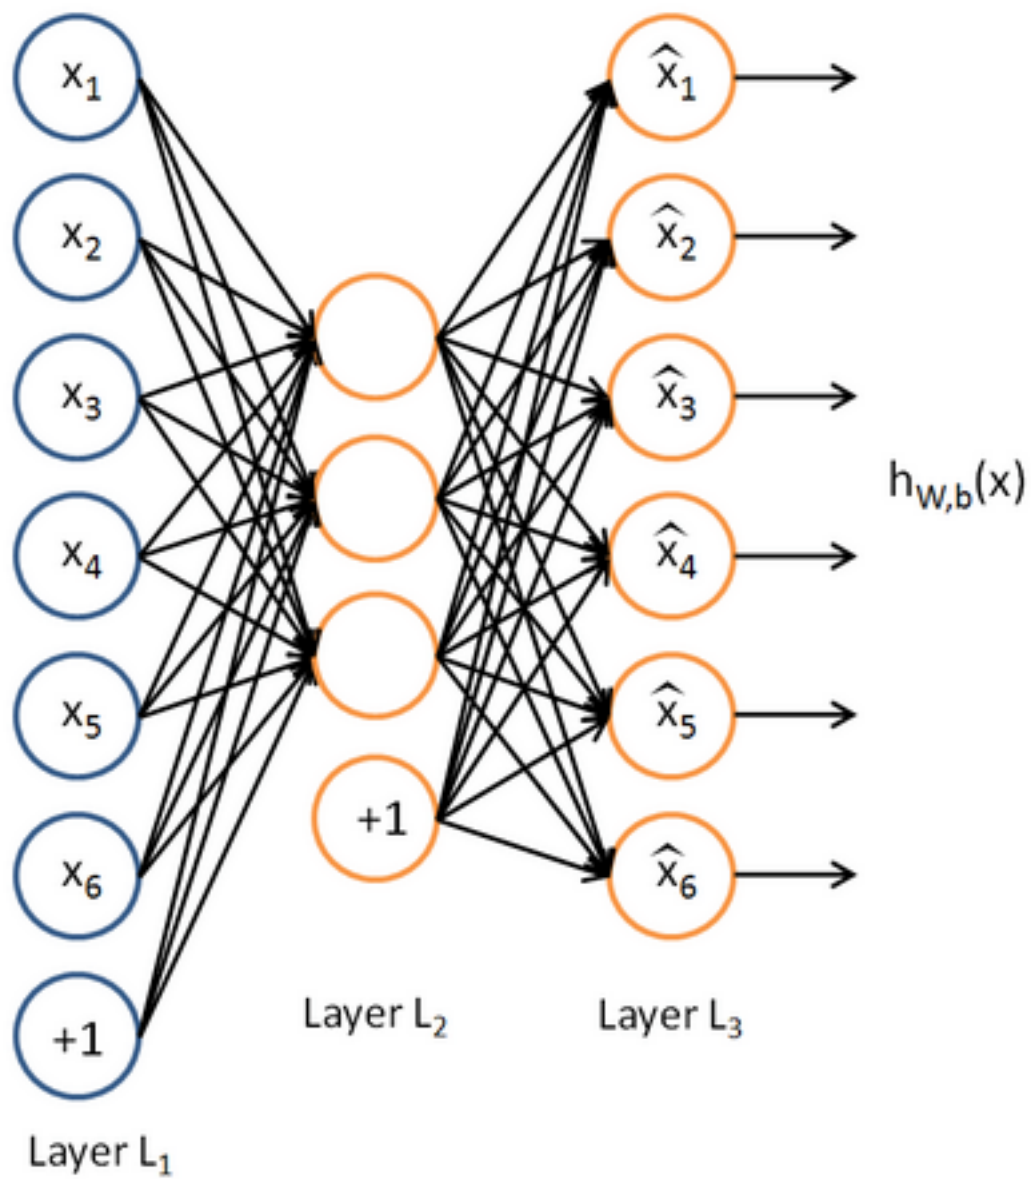 x₁
x₂
x₃
x₄
x₅
x₆
+1
Layer L₁
+1
Layer L₂
x̂₁
x̂₂
x̂₃
x̂₄
x̂₅
x̂₆
Layer L₃
h_{W,b}(x)